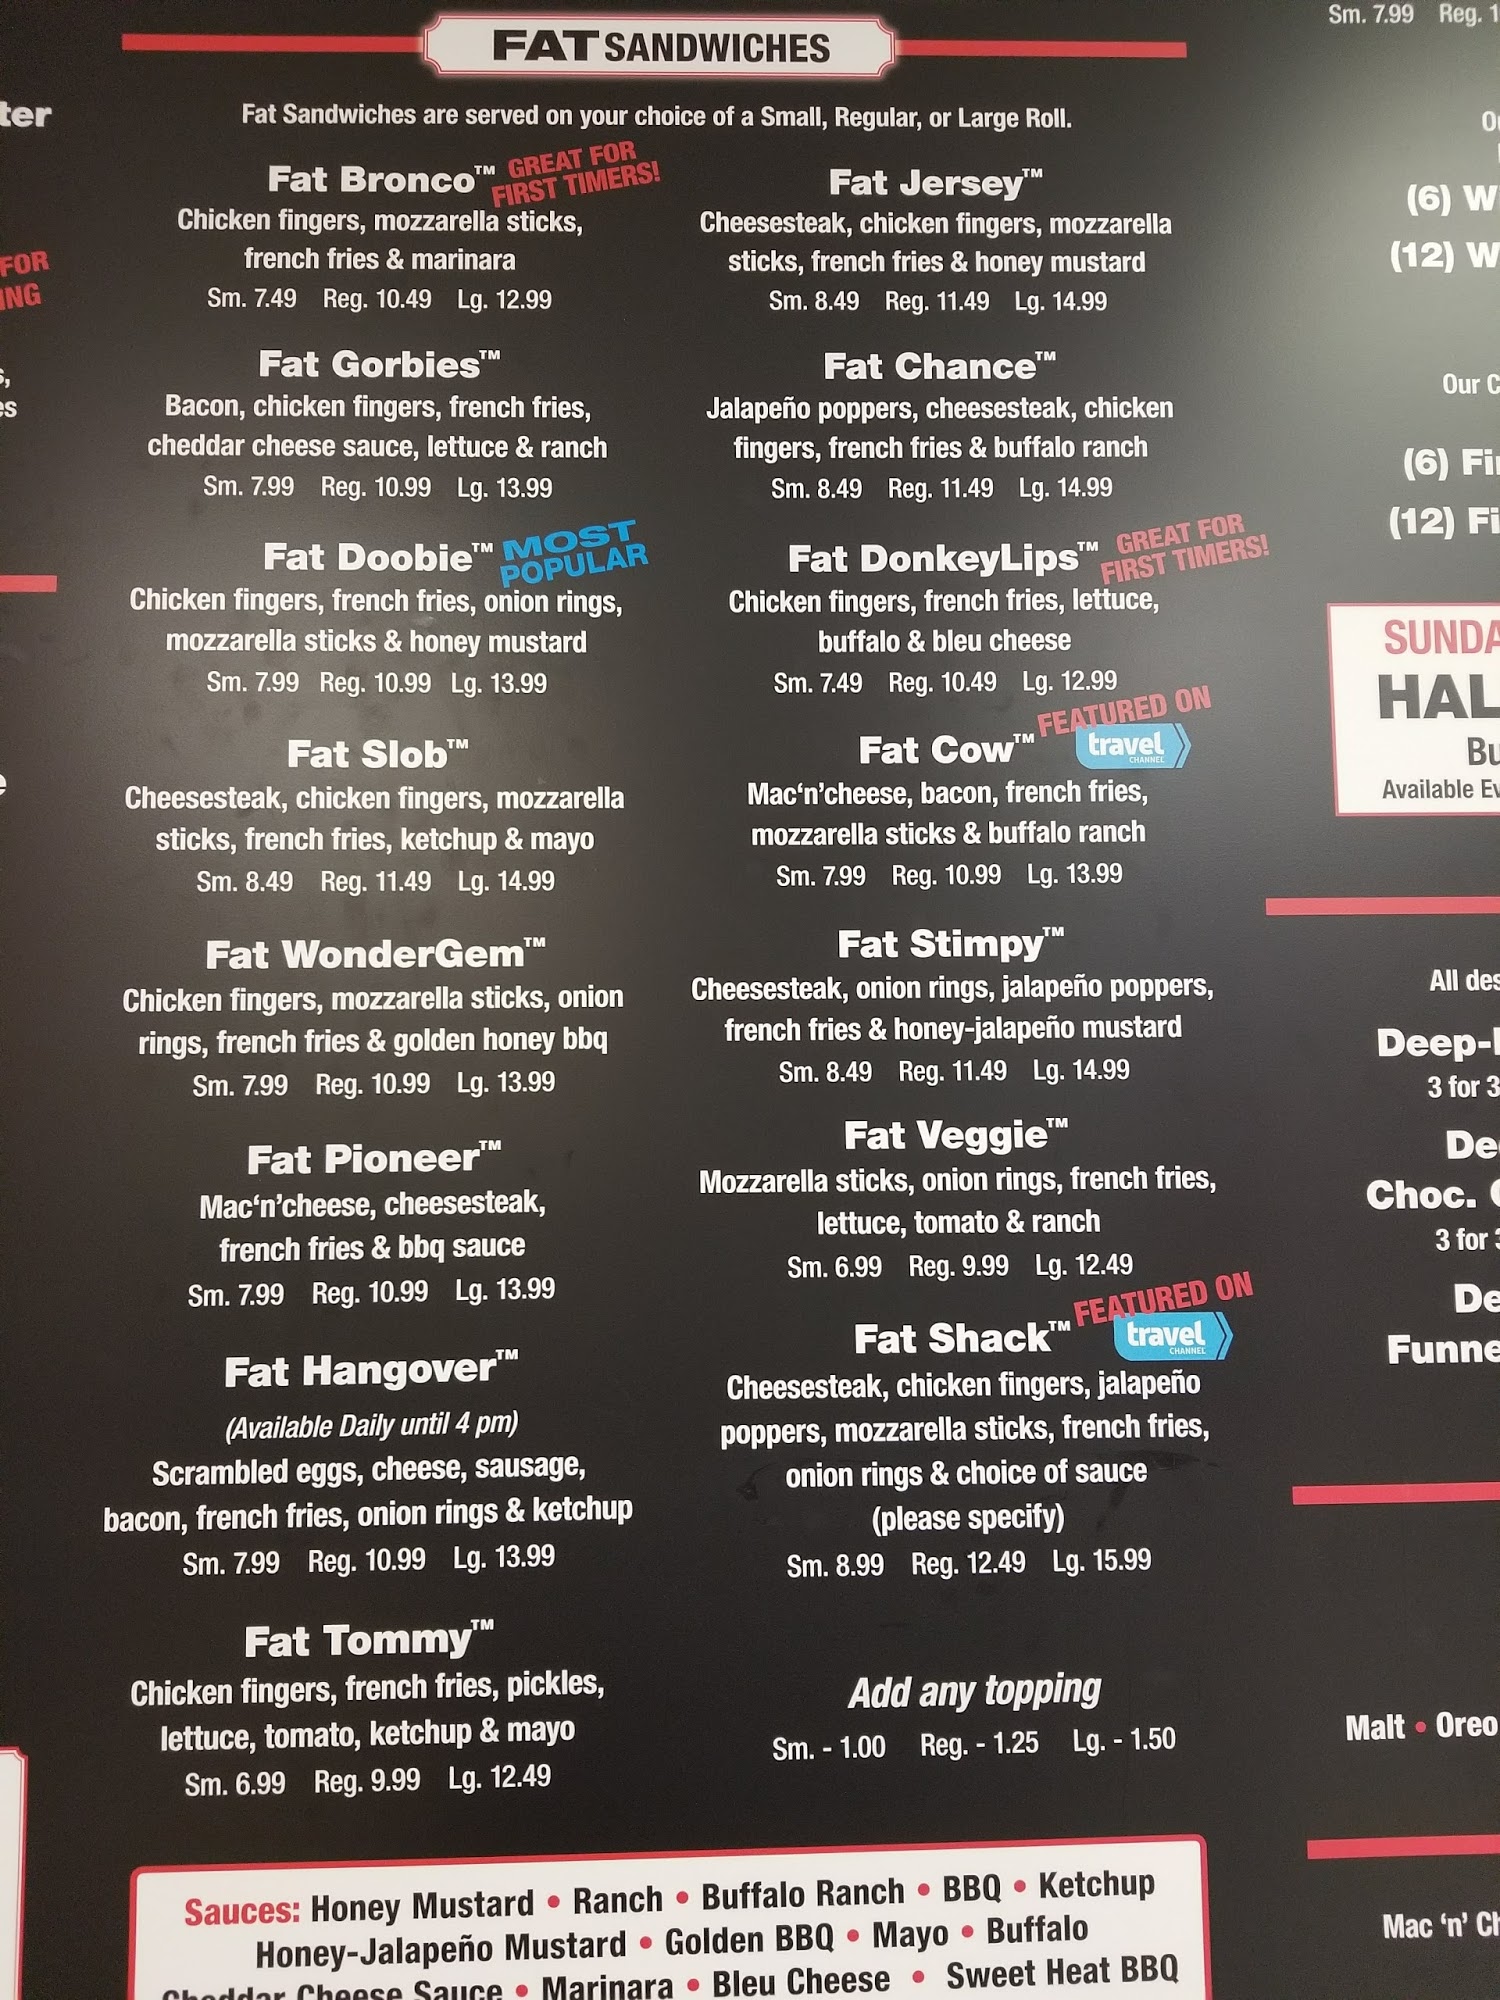 FAT SANDWICHES
Fat Sandwiches are served on your choice of a Small, Regular, or Large Roll.
Fat Bronco™ GREAT FOR FIRST TIMERS!
Chicken fingers, mozzarella sticks,
french fries & marinara
Sm. 7.49 Reg. 10.49 Lg. 12.99
Fat Gorbies™
Bacon, chicken fingers, french fries,
cheddar cheese sauce, lettuce & ranch
Sm. 7.99 Reg. 10.99 Lg. 13.99
Fat Doobie™ MOST POPULAR
Chicken fingers, french fries, onion rings,
mozzarella sticks & honey mustard
Sm. 7.99 Reg. 10.99 Lg. 13.99
Fat Slob™
Cheesesteak, chicken fingers, mozzarella
sticks, french fries, ketchup & mayo
Sm. 8.49 Reg. 11.49 Lg. 14.99
Fat WonderGem™
Chicken fingers, mozzarella sticks, onion
rings, french fries & golden honey bbq
Sm. 7.99 Reg. 10.99 Lg. 13.99
Fat Pioneer™
Mac‘n’cheese, cheesesteak,
french fries & bbq sauce
Sm. 7.99 Reg. 10.99 Lg. 13.99
Fat Hangover™
(Available Daily until 4 pm)
Scrambled eggs, cheese, sausage,
bacon, french fries, onion rings & ketchup
Sm. 7.99 Reg. 10.99 Lg. 13.99
Fat Tommy™
Chicken fingers, french fries, pickles,
lettuce, tomato, ketchup & mayo
Sm. 6.99 Reg. 9.99 Lg. 12.49
Fat Jersey™
Cheesesteak, chicken fingers, mozzarella
sticks, french fries & honey mustard
Sm. 8.49 Reg. 11.49 Lg. 14.99
Fat Chance™
Jalapeño poppers, cheesesteak, chicken
fingers, french fries & buffalo ranch
Sm. 8.49 Reg. 11.49 Lg. 14.99
Fat DonkeyLips™ GREAT FOR FIRST TIMERS!
Chicken fingers, french fries, lettuce,
buffalo & bleu cheese
Sm. 7.49 Reg. 10.49 Lg. 12.99
Fat Cow™ FEATURED ON travel CHANNEL
Mac‘n’cheese, bacon, french fries,
mozzarella sticks & buffalo ranch
Sm. 7.99 Reg. 10.99 Lg. 13.99
Fat Stimpy™
Cheesesteak, onion rings, jalapeño poppers,
french fries & honey-jalapeño mustard
Sm. 8.49 Reg. 11.49 Lg. 14.99
Fat Veggie™
Mozzarella sticks, onion rings, french fries,
lettuce, tomato & ranch
Sm. 6.99 Reg. 9.99 Lg. 12.49
Fat Shack™ FEATURED ON travel CHANNEL
Cheesesteak, chicken fingers, jalapeño
poppers, mozzarella sticks, french fries,
onion rings & choice of sauce
(please specify)
Sm. 8.99 Reg. 12.49 Lg. 15.99
Add any topping
Sm. - 1.00 Reg. - 1.25 Lg. - 1.50
Sauces: Honey Mustard • Ranch • Buffalo Ranch • BBQ • Ketchup
Honey-Jalapeño Mustard • Golden BBQ • Mayo • Buffalo
Cheddar Cheese Sauce • Marinara • Bleu Cheese • Sweet Heat BBQ
Sm. 7.99 Reg.
(6)
(12)
Our
(6)
(12)
Available
All
3 for
Choc.
3 for
Malt • Oreo
Mac ‘n’